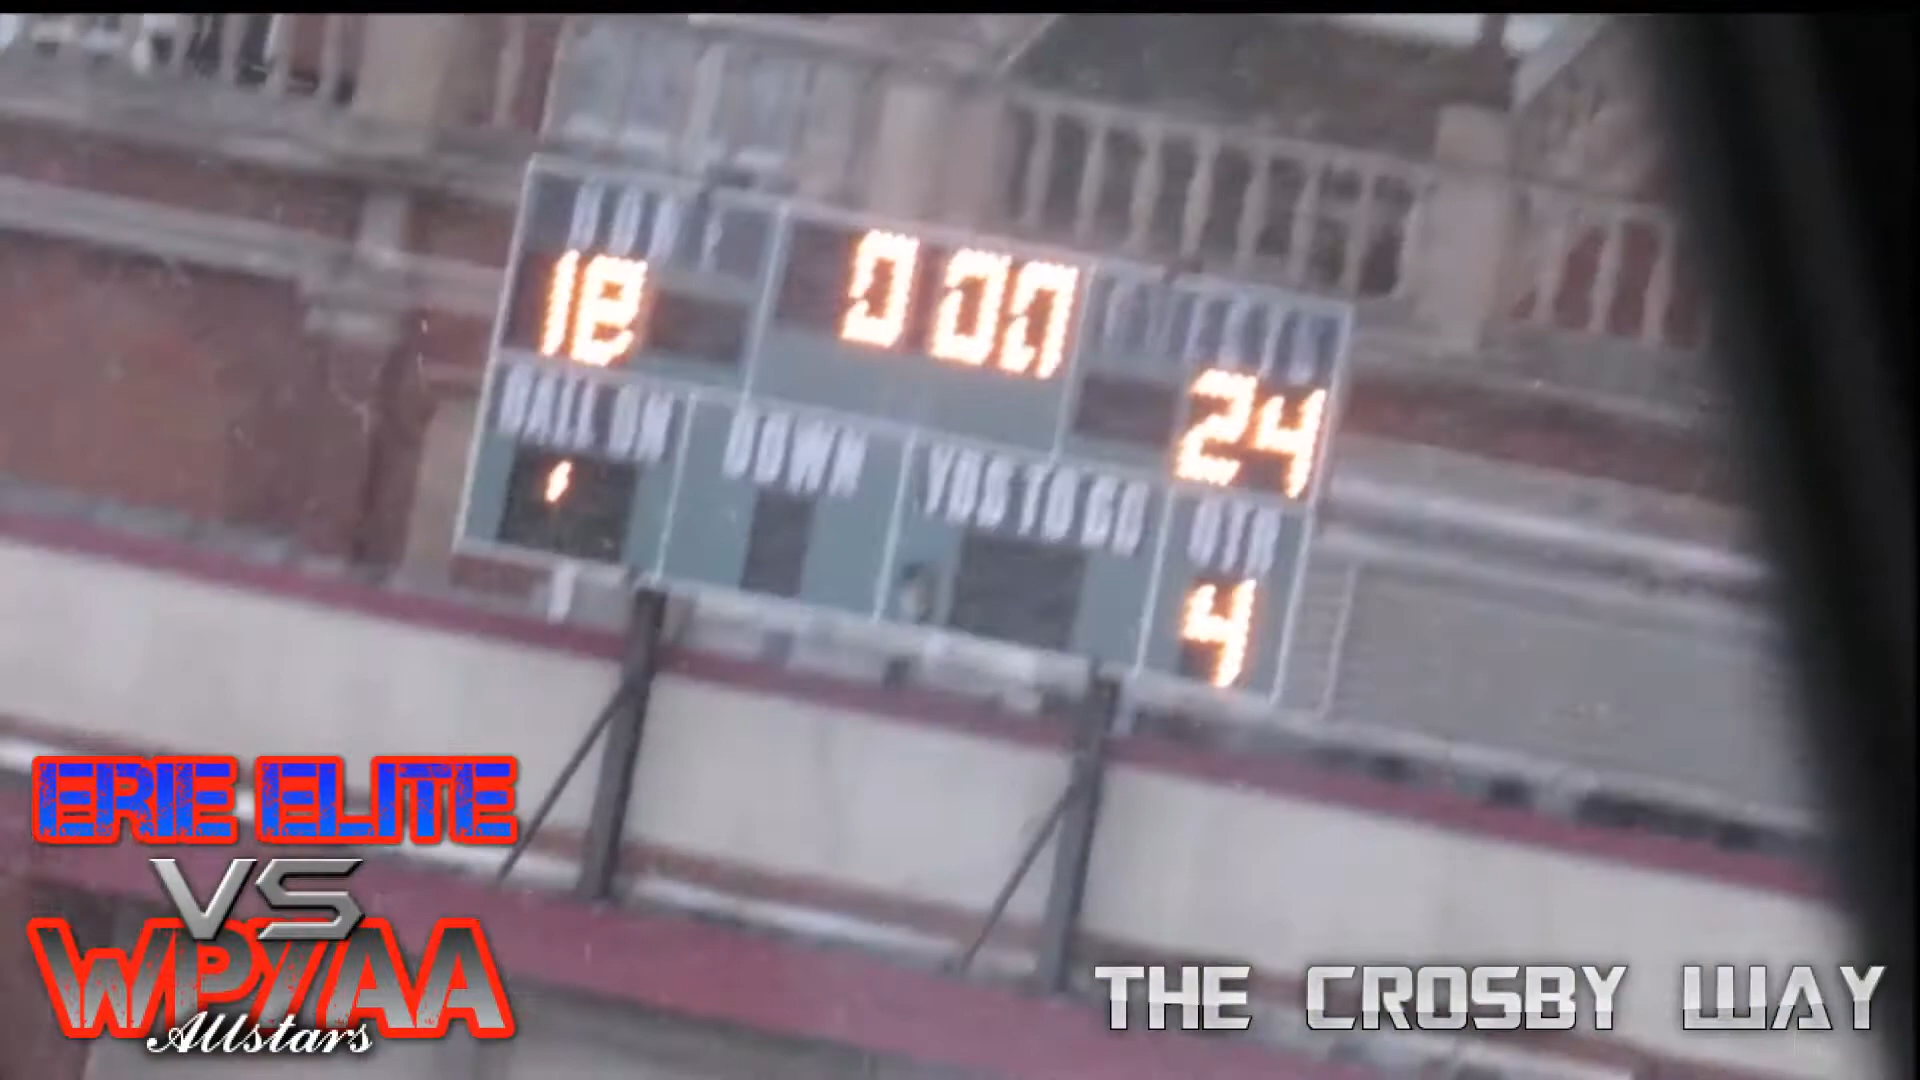 HOME
18
0 00
24
BALL ON
DOWN
YDS TO GO
QTR
4
ERIE ELITE
VS
WPIAA
Allstars
THE CROSBY WAY